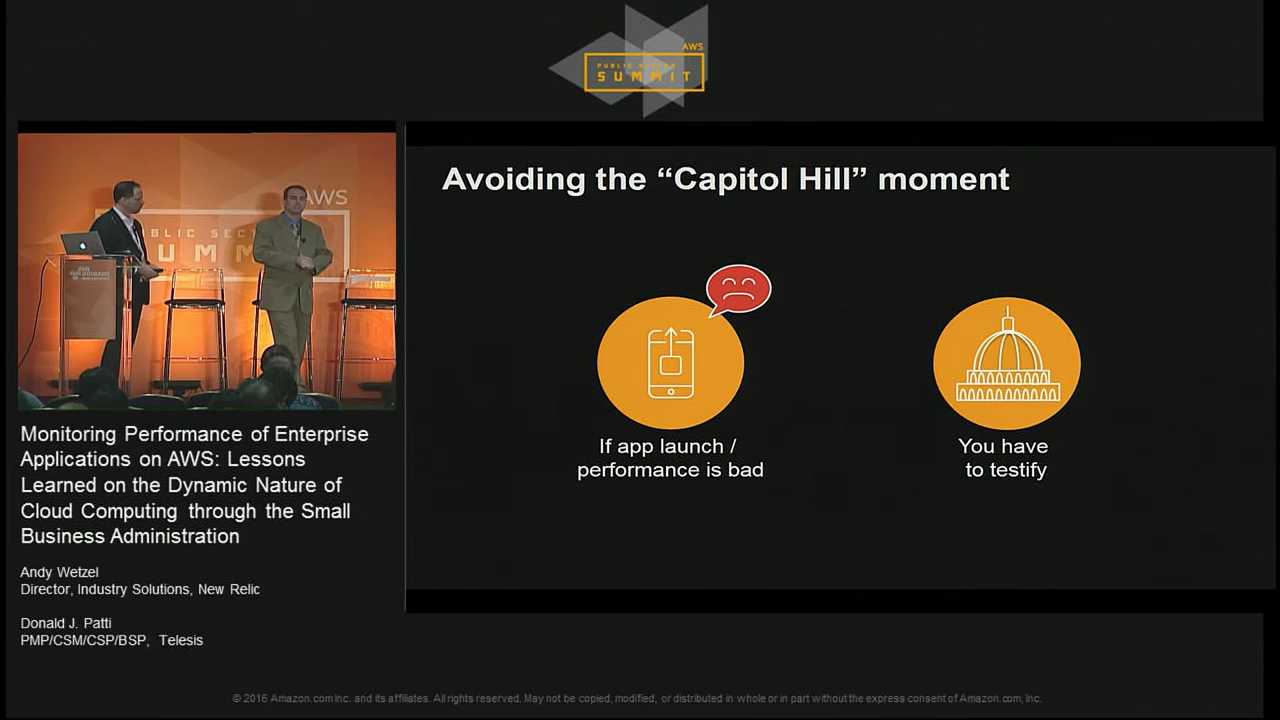 AWS
PUBLIC SECTOR
SUMMIT
Avoiding the “Capitol Hill” moment
AWS
If app launch /
performance is bad
You have
to testify
Monitoring Performance of Enterprise
Applications on AWS: Lessons
Learned on the Dynamic Nature of
Cloud Computing through the Small
Business Administration
Andy Wetzel
Director, Industry Solutions, New Relic
Donald J. Patti
PMP/CSM/CSP/BSP, Telesis
© 2016 Amazon.com Inc. and its affiliates. All rights reserved. May not be copied, modified, or distributed in whole or in part without the express consent of Amazon.com, Inc.